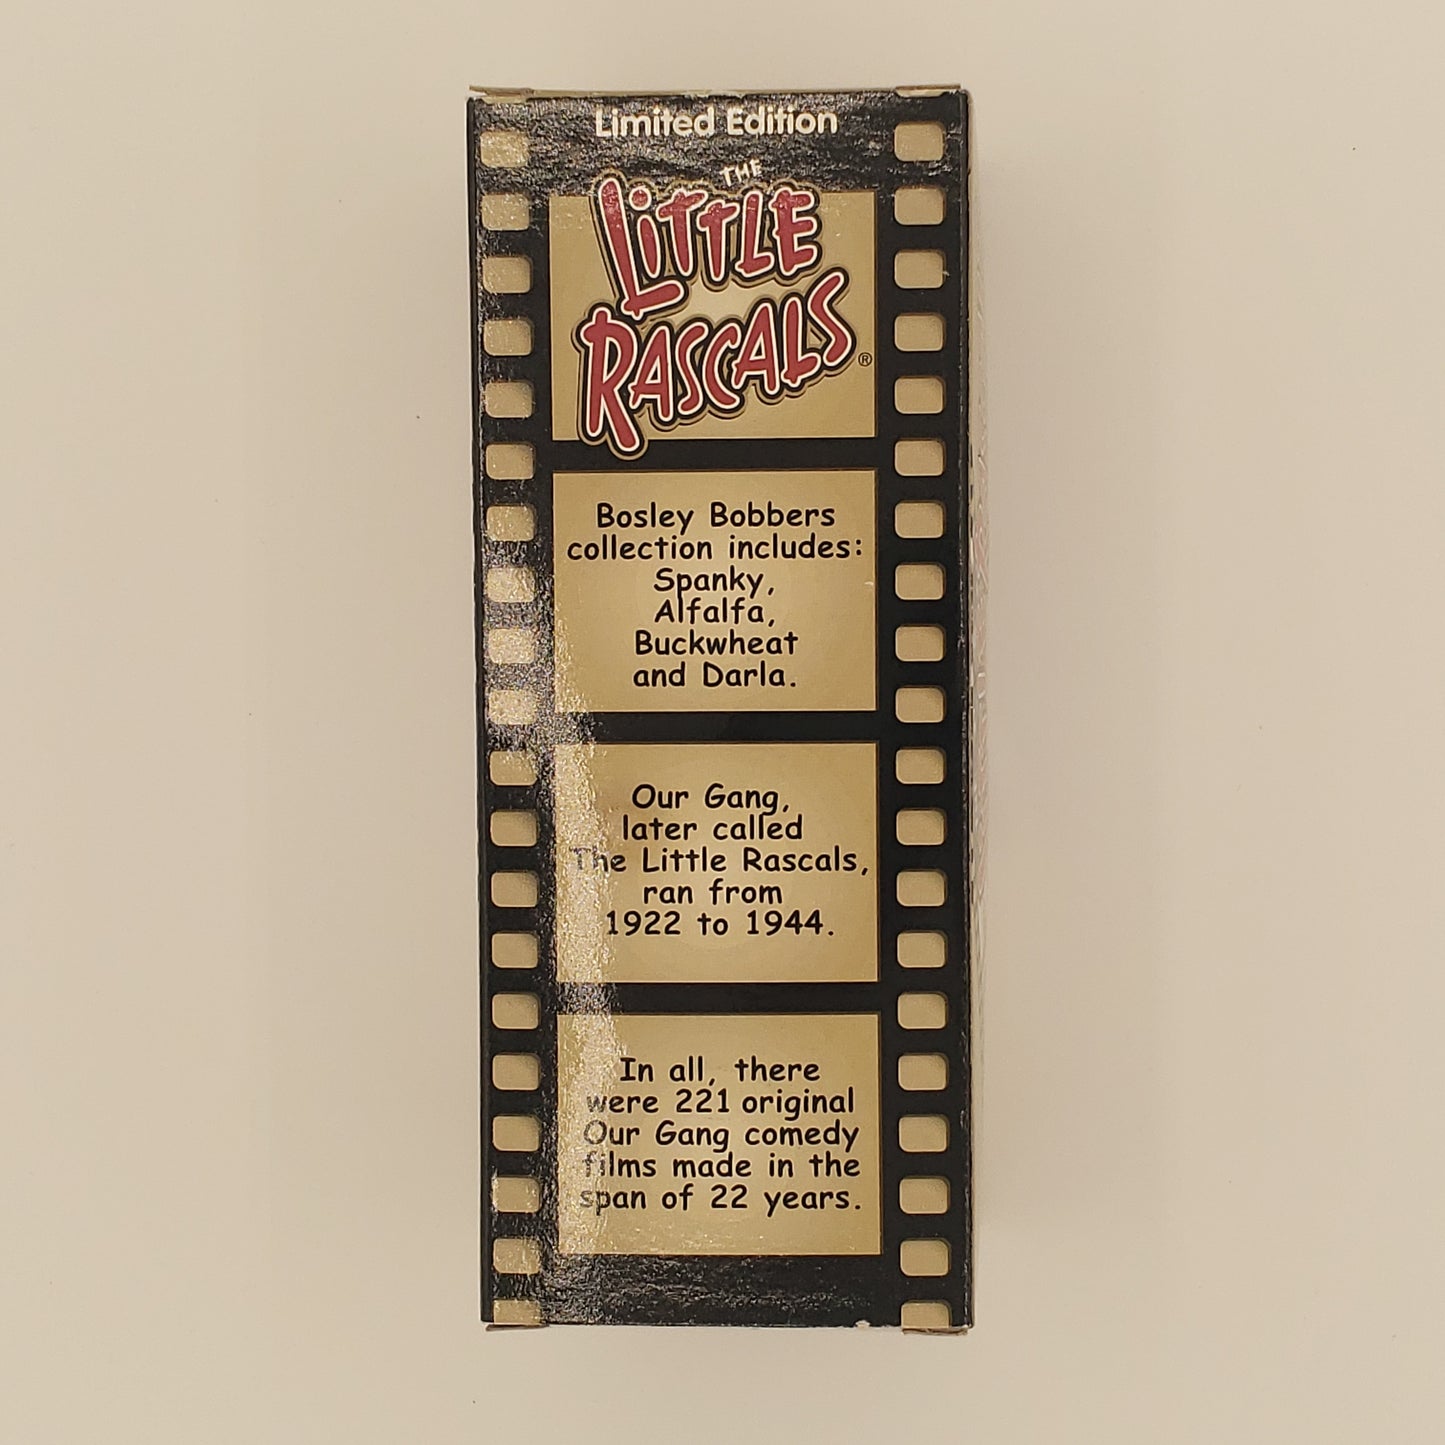 Limited Edition
THE
LiTTLE
RASCALS®
Bosley Bobbers
collection includes:
Spanky,
Alfalfa,
Buckwheat
and Darla.
Our Gang,
later called
The Little Rascals,
ran from
1922 to 1944.
In all, there
were 221 original
Our Gang comedy
films made in the
span of 22 years.